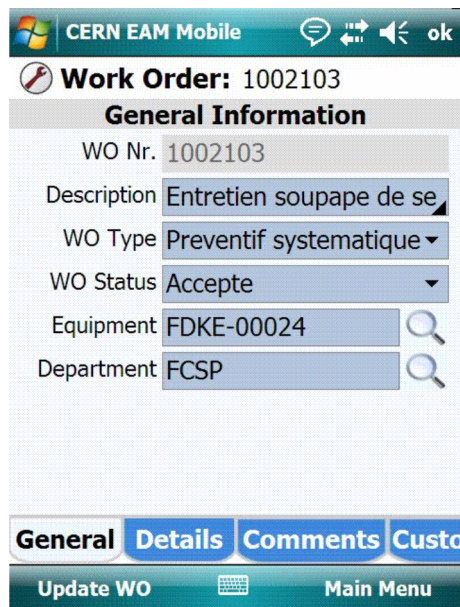 CERN EAM Mobile ok
Work Order: 1002103
General Information
WO Nr. 1002103
Description Entretien soupape de se
WO Type Preventif systematique
WO Status Accepte
Equipment FDKE-00024
Department FCSP
General Details Comments Custo
Update WO Main Menu